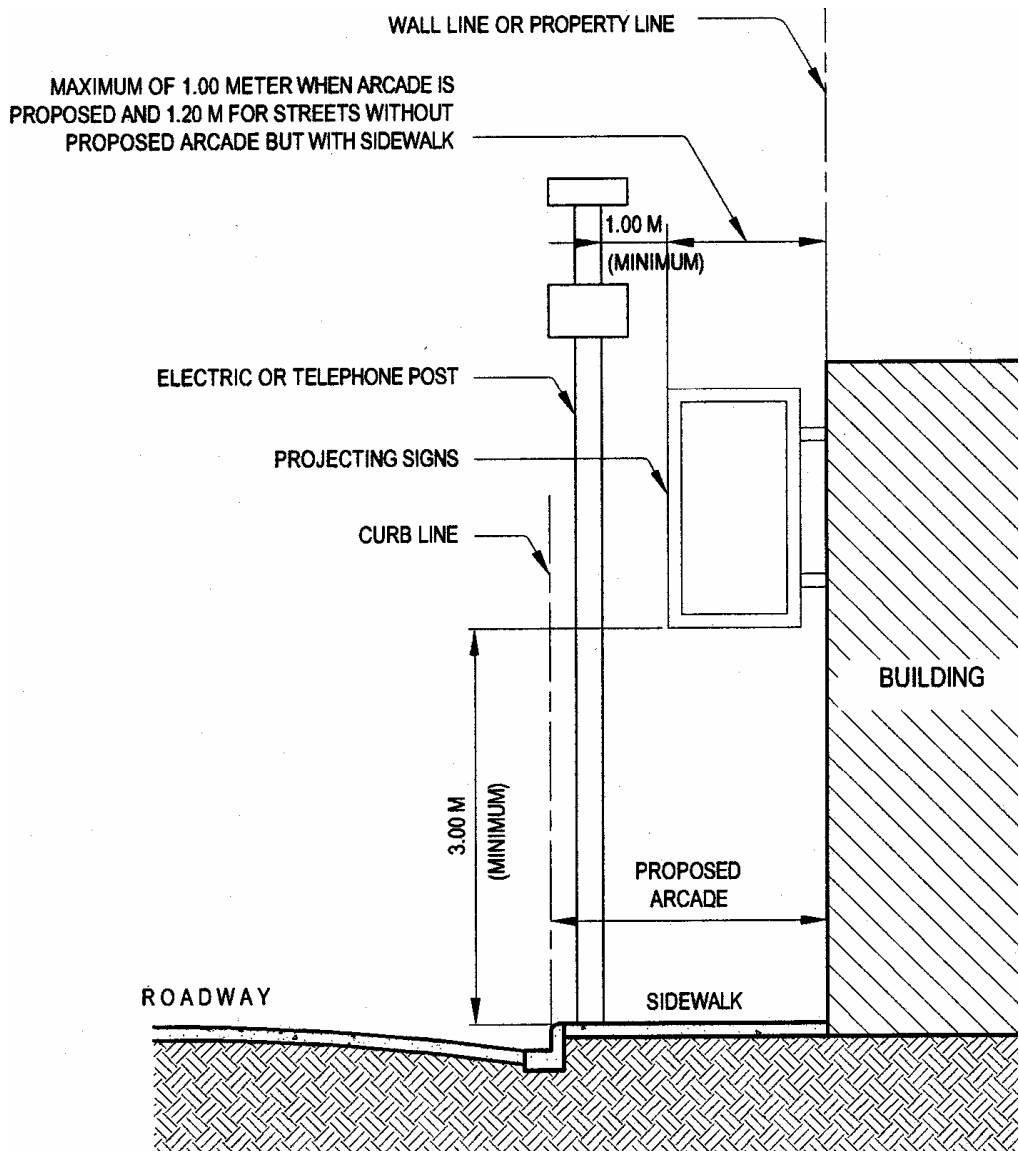 WALL LINE OR PROPERTY LINE
MAXIMUM OF 1.00 METER WHEN ARCADE IS
PROPOSED AND 1.20 M FOR STREETS WITHOUT
PROPOSED ARCADE BUT WITH SIDEWALK
1.00 M
(MINIMUM)
ELECTRIC OR TELEPHONE POST
PROJECTING SIGNS
CURB LINE
BUILDING
3.00 M
(MINIMUM)
PROPOSED
ARCADE
ROADWAY
SIDEWALK